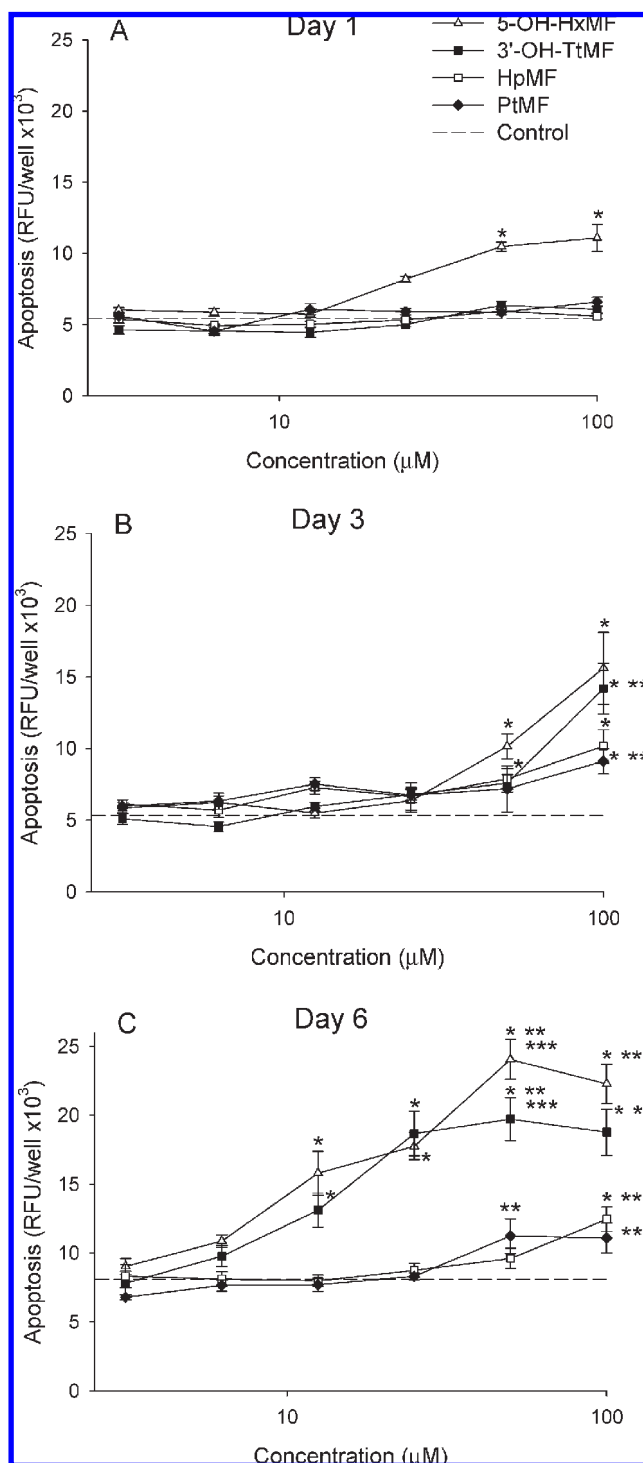 A
Day 1
5-OH-HxMF
3'-OH-TtMF
HpMF
PtMF
Control
Apoptosis (RFU/well x10³)
25
20
15
10
5
0
* *
10 100
Concentration (μM)
B
Day 3
Apoptosis (RFU/well x10³)
25
20
15
10
5
0
*
* **
* *
*
* **
10 100
Concentration (μM)
C
Day 6
Apoptosis (RFU/well x10³)
25
20
15
10
5
0
* **
***
* **
* **
***
* *
* *
* *
** * **
**
10 100
Concentration (μM)